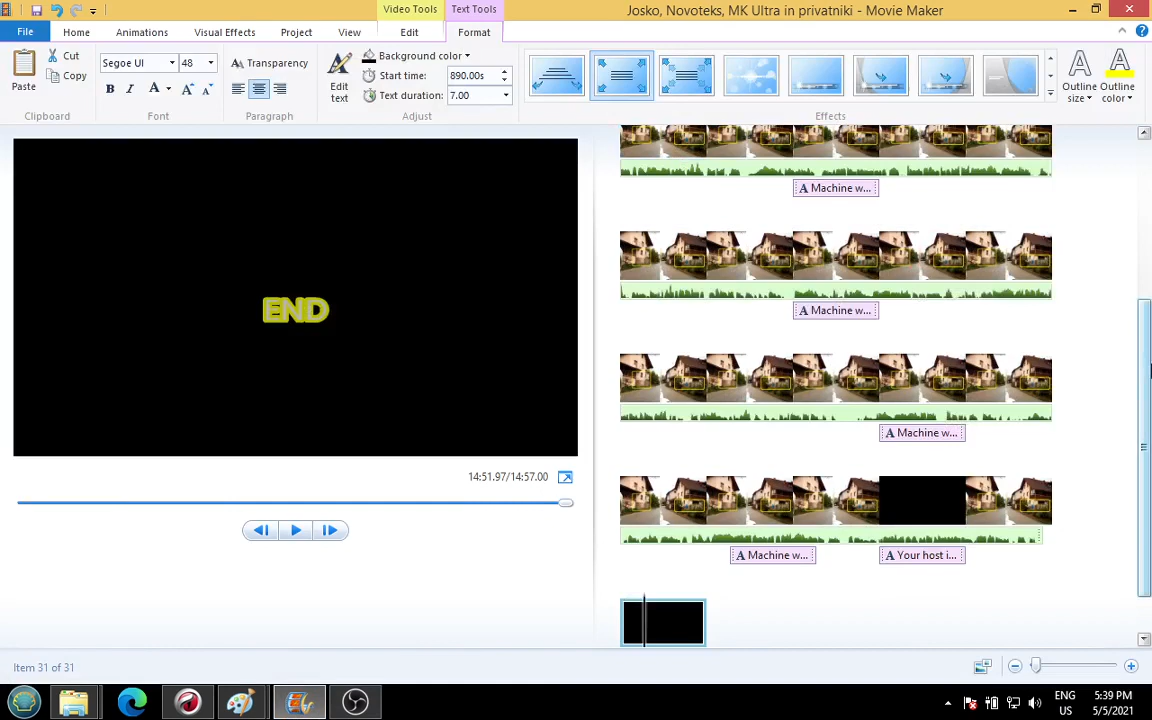 Video Tools
Text Tools
Josko, Novoteks, MK Ultra in privatniki - Movie Maker
File
Home
Animations
Visual Effects
Project
View
Edit
Format
Paste
Cut
Copy
Clipboard
Segoe UI
48
B
I
A
A
A
Font
Transparency
Paragraph
Edit text
Background color
Start time:
890.00s
Text duration:
7.00
Adjust
Effects
Outline size
Outline color
END
14:51.97/14:57.00
A Machine w...
A Machine w...
A Machine w...
A Machine w...
A Your host i...
Item 31 of 31
ENG
US
5:39 PM
5/5/2021